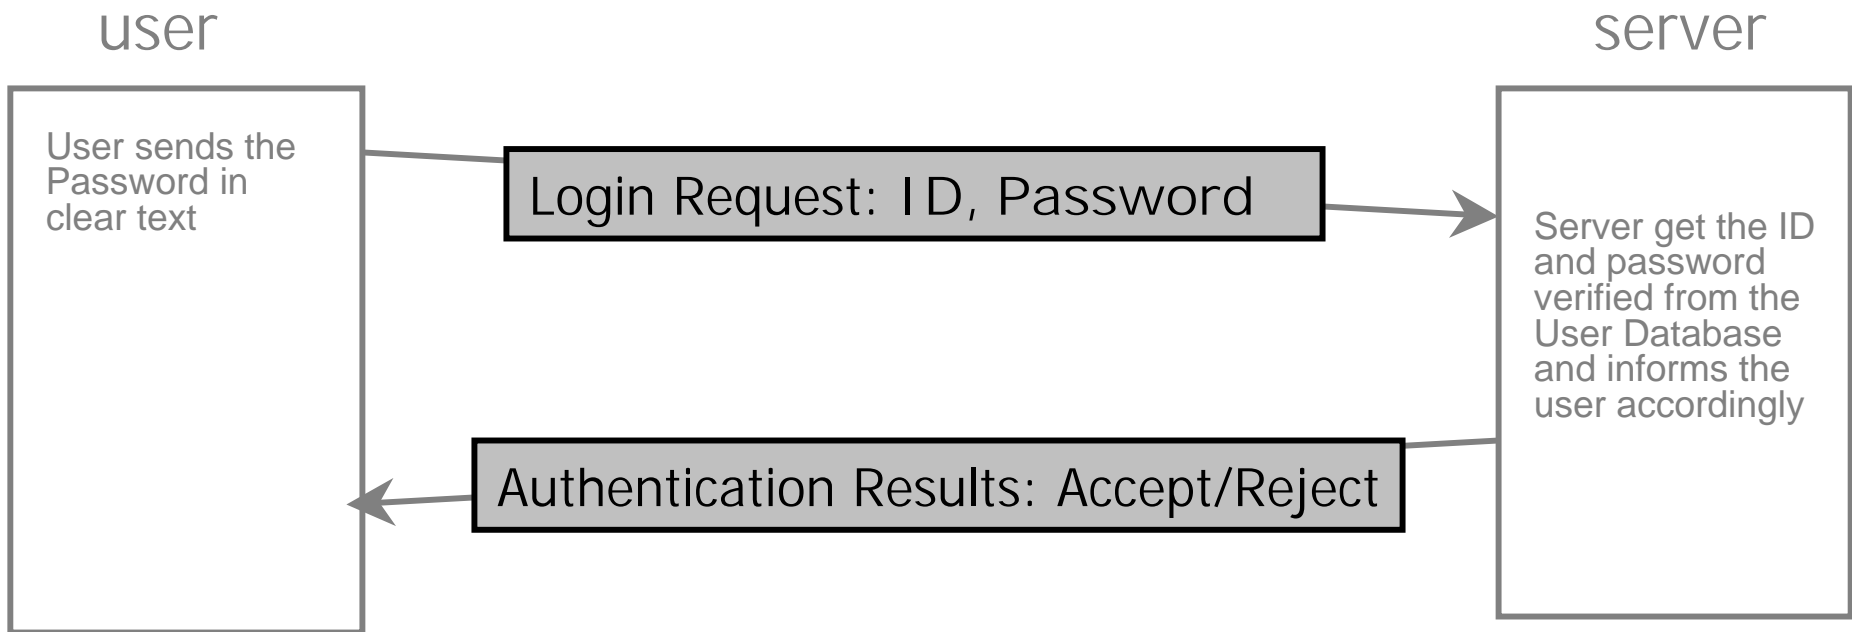 user
server
User sends the
Password in
clear text
Login Request: ID, Password
Server get the ID
and password
verified from the
User Database
and informs the
user accordingly
Authentication Results: Accept/Reject